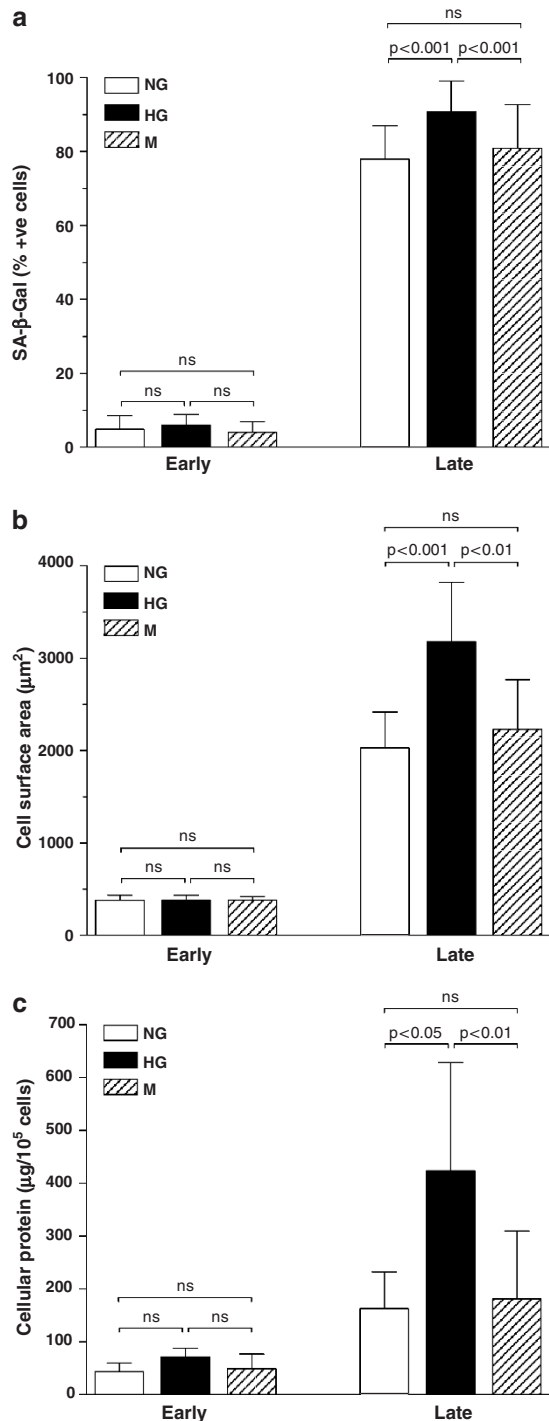 a
ns
p<0.001 p<0.001
100
NG
HG
M
80
60
40
20
0
SA-β-Gal (% +ve cells)
ns
ns ns
Early Late
b
ns
p<0.001 p<0.01
4000
NG
HG
M
3000
2000
1000
0
Cell surface area (μm²)
ns
ns ns
Early Late
c
ns
p<0.05 p<0.01
700
NG
HG
M
600
500
400
300
200
100
0
Cellular protein (μg/10⁵ cells)
ns
ns ns
Early Late